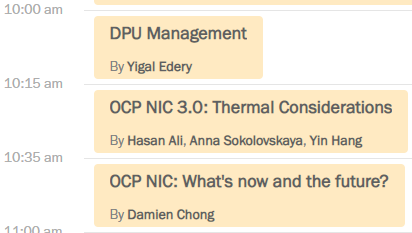 10:00 am
DPU Management
By Yigal Edery
10:15 am
OCP NIC 3.0: Thermal Considerations
By Hasan Ali, Anna Sokolovskaya, Yin Hang
10:35 am
OCP NIC: What's now and the future?
By Damien Chong
11:00 am